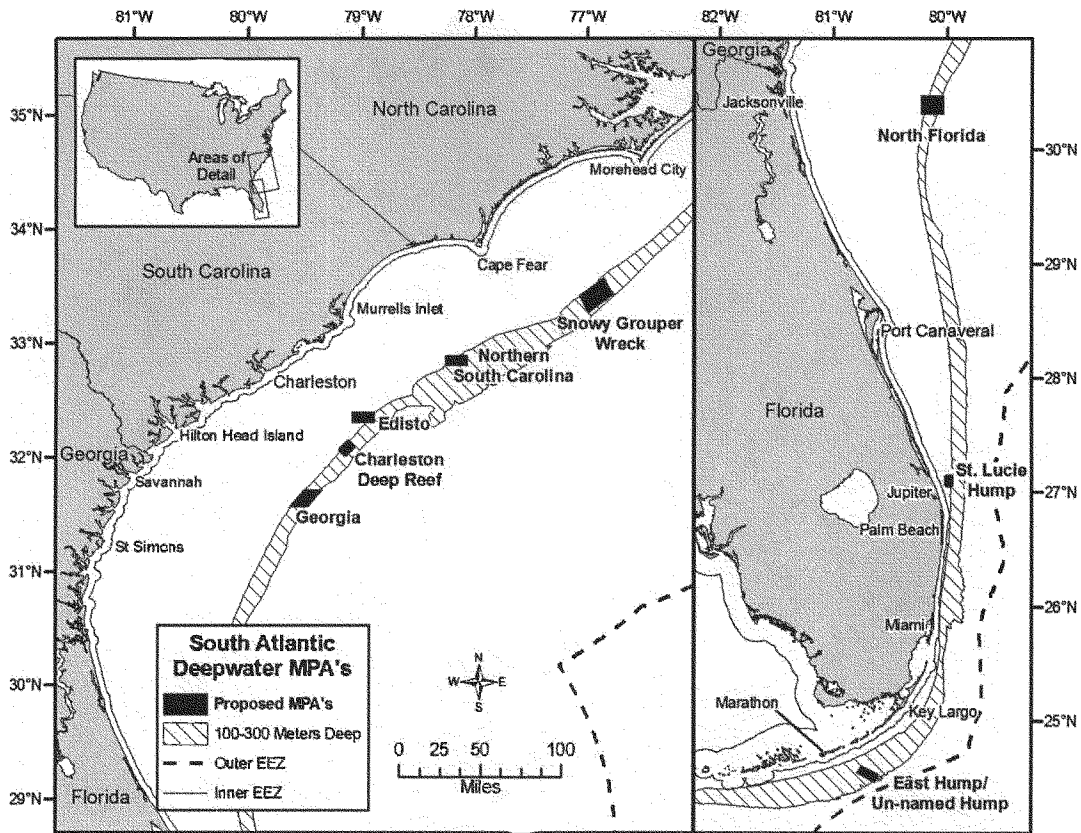 81°W 80°W 79°W 78°W 77°W
82°W 81°W 80°W
35°N
34°N
33°N
32°N
31°N
30°N
29°N
Areas of
Detail
North Carolina
Morehead City
South Carolina
Cape Fear
Murrells Inlet
Snowy Grouper
Wreck
Northern
South Carolina
Charleston
Edisto
Hilton Head Island
Georgia
Charleston
Deep Reef
Savannah
Georgia
St Simons
Florida
South Atlantic
Deepwater MPA's
Proposed MPA's
100-300 Meters Deep
Outer EEZ
Inner EEZ
N
W E
S
0 25 50 100
Miles
Georgia
Jacksonville
North Florida
Port Canaveral
Florida
St. Lucie
Hump
Jupiter
Palm Beach
Miami
Marathon
Key Largo
East Hump/
Un-named Hump
30°N
29°N
28°N
27°N
26°N
25°N